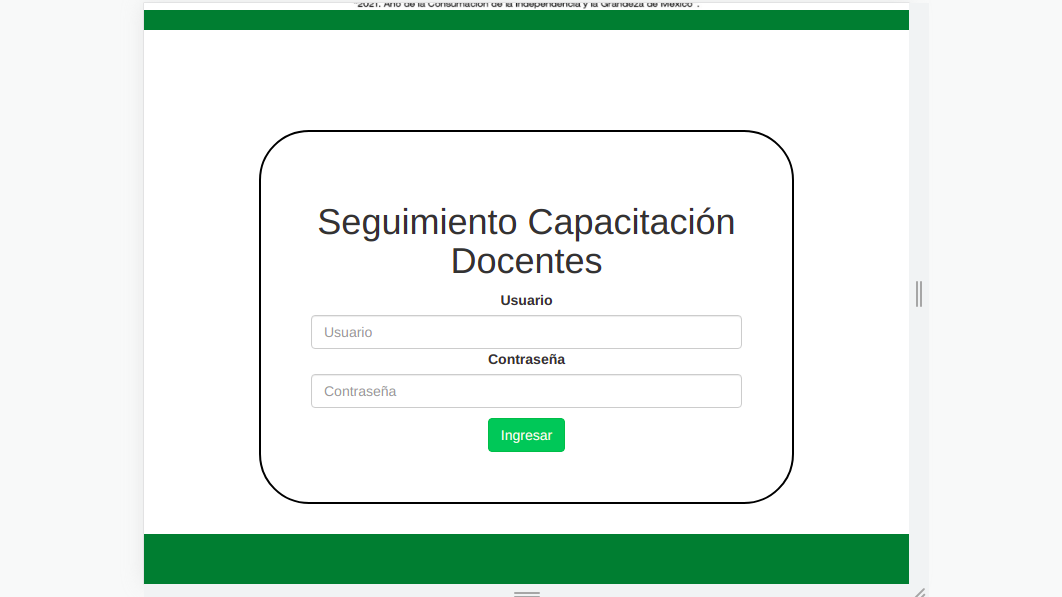 "2021. Año de la Consumación de la Independencia y la Grandeza de México".
Seguimiento Capacitación
Docentes
Usuario
Usuario
Contraseña
Contraseña
Ingresar